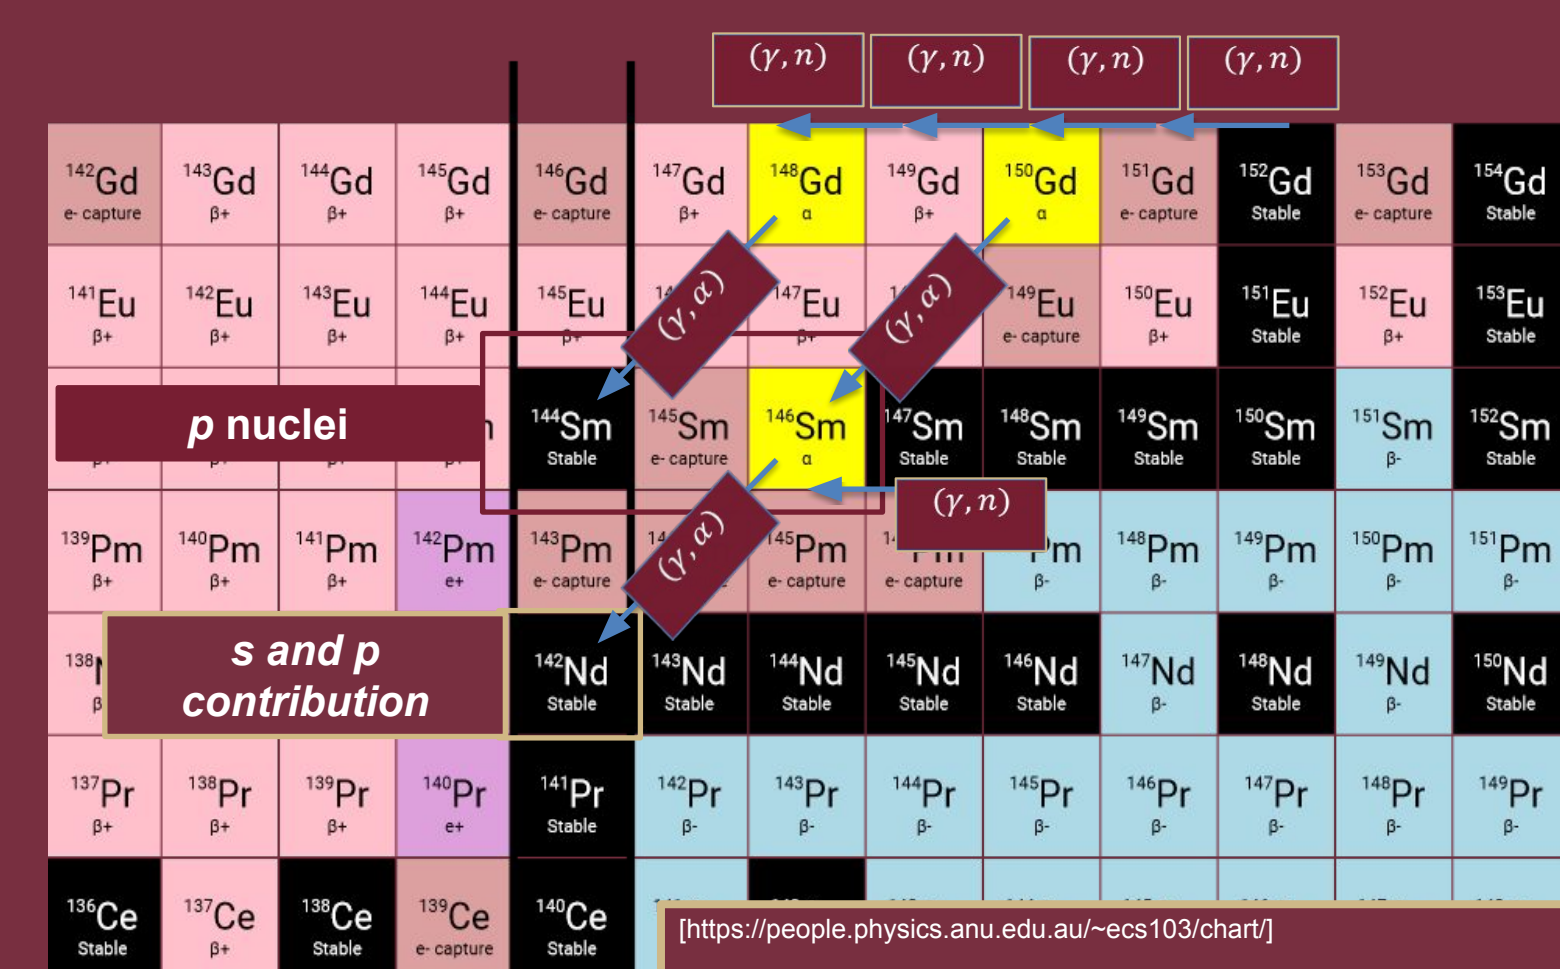 (γ, n) (γ, n) (γ, n) (γ, n)
142Gd 143Gd 144Gd 145Gd 146Gd 147Gd 148Gd 149Gd 150Gd 151Gd 152Gd 153Gd 154Gd
e- capture β+ β+ β+ e- capture β+ α β+ α e- capture Stable e- capture Stable
141Eu 142Eu 143Eu 144Eu 145Eu (γ, α) 147Eu (γ, α) 149Eu 150Eu 151Eu 152Eu 153Eu
β+ β+ β+ β+ β+ β+ e- capture β+ Stable β+ Stable
p nuclei 144Sm 145Sm 146Sm 147Sm 148Sm 149Sm 150Sm 151Sm 152Sm
β+ β+ β+ β+ Stable e- capture α Stable Stable Stable Stable β- Stable
(γ, n)
139Pm 140Pm 141Pm 142Pm 143Pm (γ, α) 145Pm Pm 148Pm 149Pm 150Pm 151Pm
β+ β+ β+ e+ e- capture e- capture e- capture β- β- β- β- β-
138 s and p 142Nd 143Nd 144Nd 145Nd 146Nd 147Nd 148Nd 149Nd 150Nd
contribution Stable Stable Stable Stable Stable β- Stable β- Stable
137Pr 138Pr 139Pr 140Pr 141Pr 142Pr 143Pr 144Pr 145Pr 146Pr 147Pr 148Pr 149Pr
β+ β+ β+ e+ Stable β- β- β- β- β- β- β- β-
136Ce 137Ce 138Ce 139Ce 140Ce
Stable β+ Stable e- capture Stable
[https://people.physics.anu.edu.au/~ecs103/chart/]